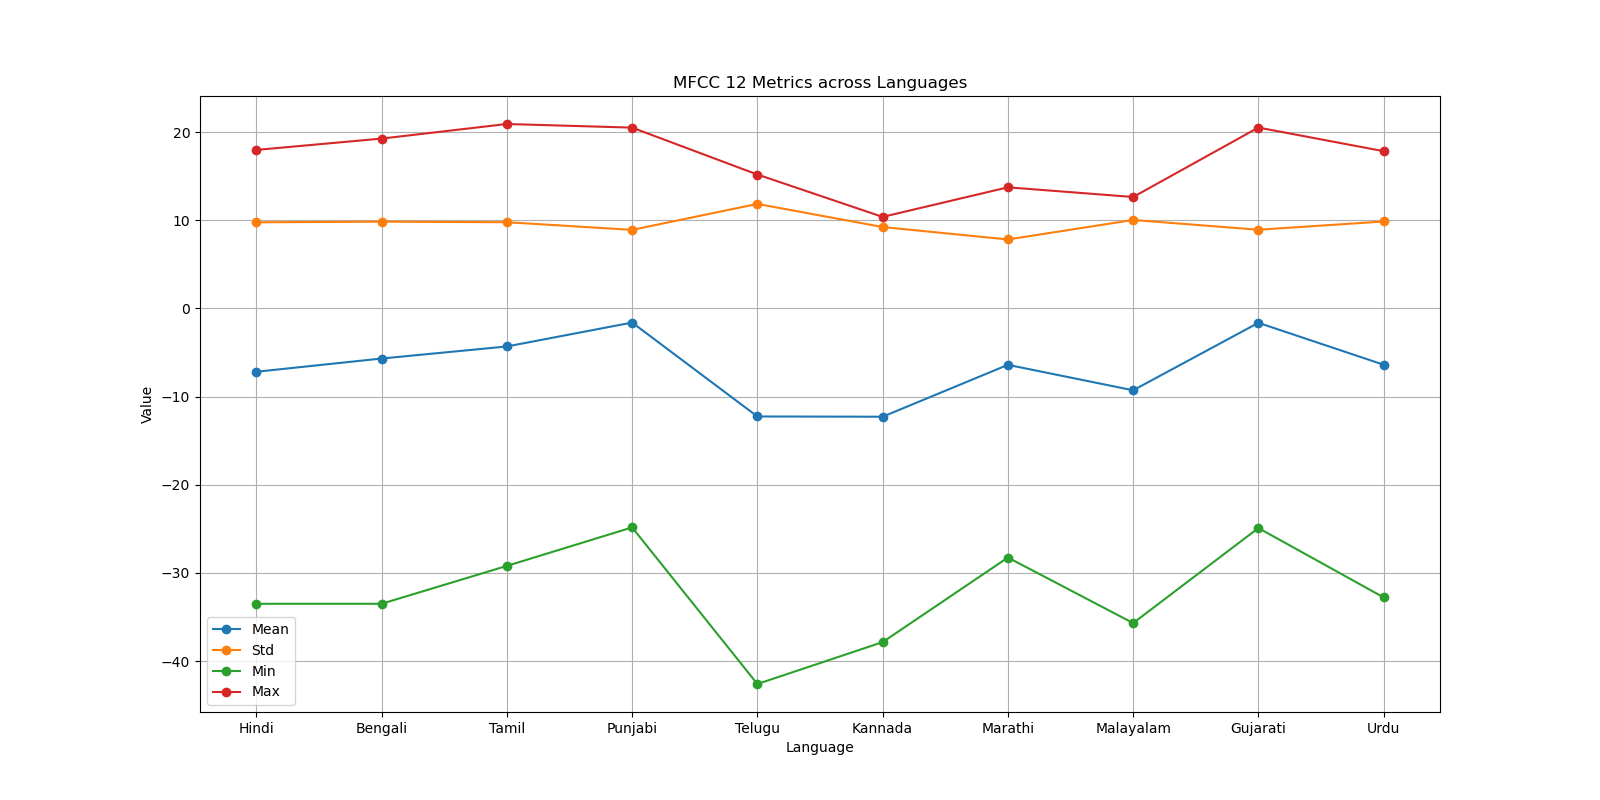 MFCC 12 Metrics across Languages
20
10
0
−10
−20
−30
−40
Value
Mean
Std
Min
Max
Hindi Bengali Tamil Punjabi Telugu Kannada Marathi Malayalam Gujarati Urdu
Language